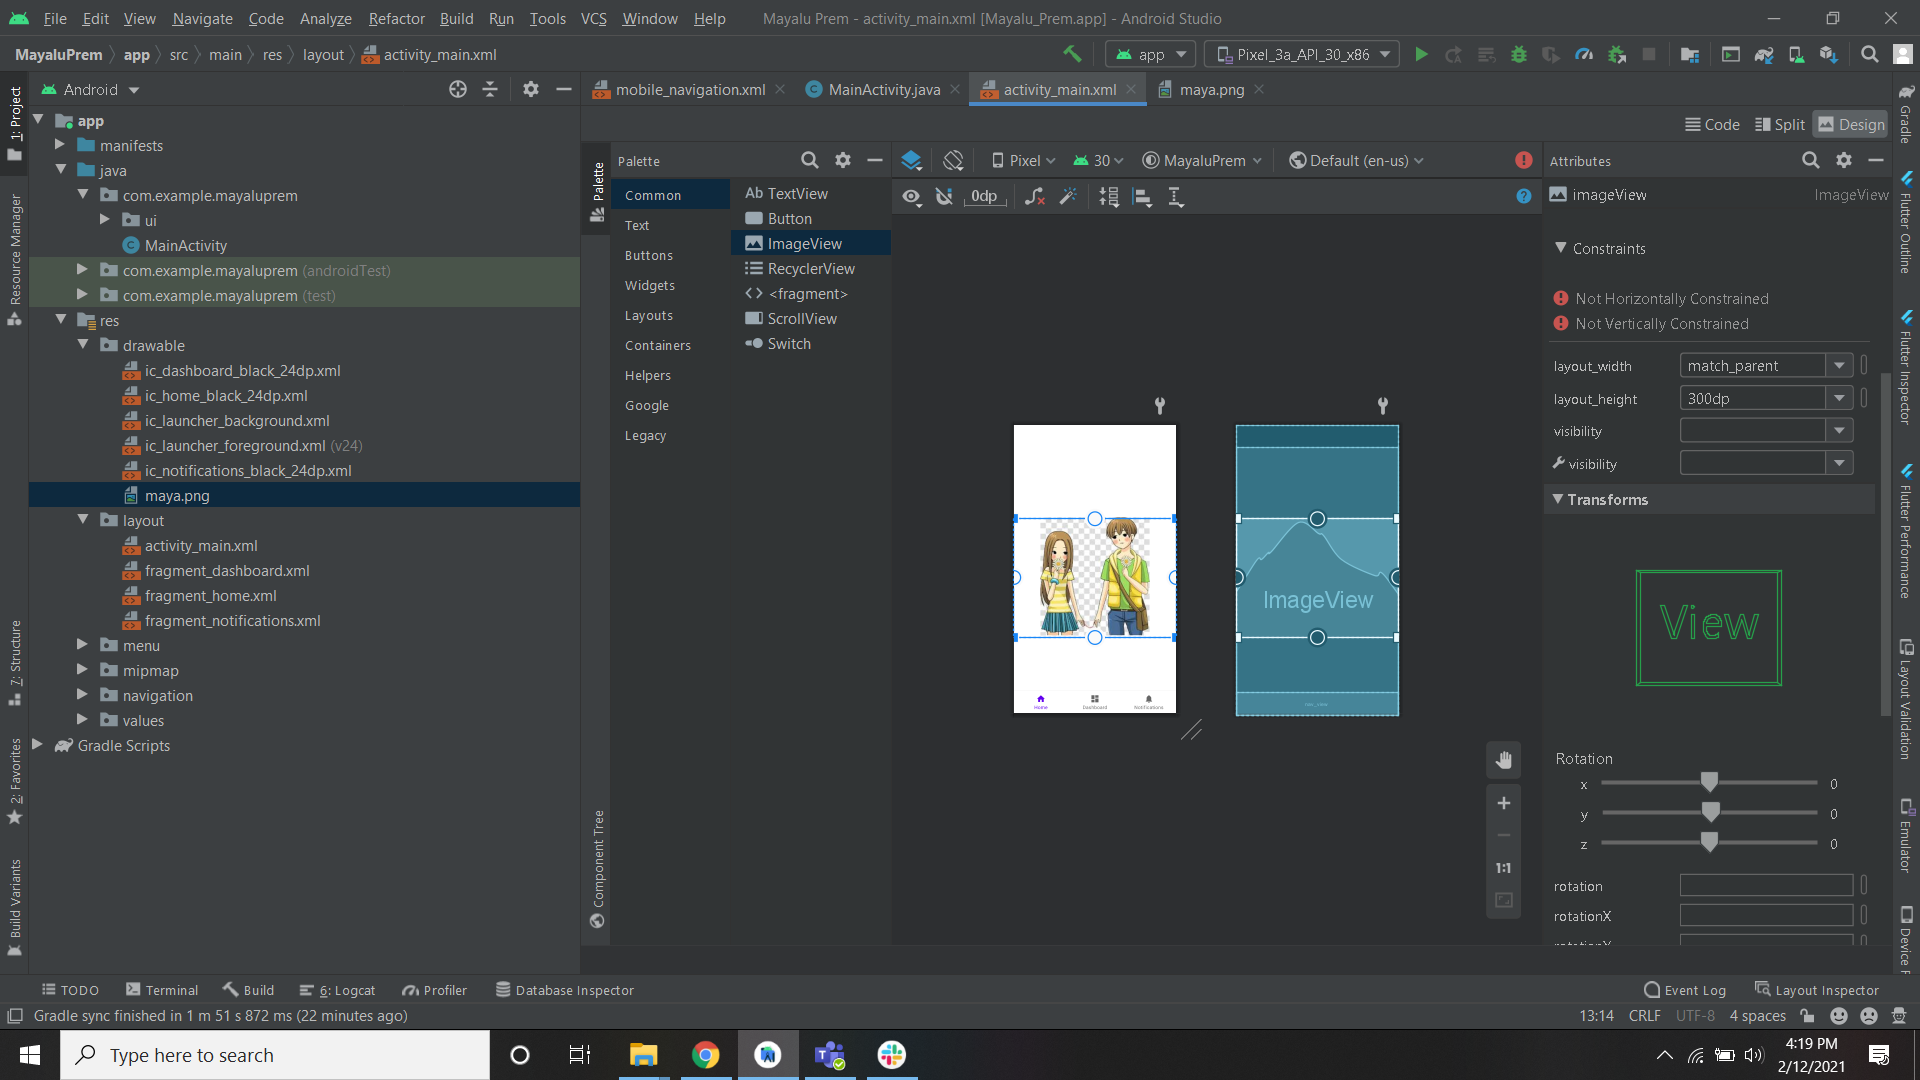 File Edit View Navigate Code Analyze Refactor Build Run Tools VCS Window Help Mayalu Prem - activity_main.xml [Mayalu_Prem.app] - Android Studio
MayaluPrem app src main res layout activity_main.xml app Pixel_3a_API_30_x86
Android mobile_navigation.xml MainActivity.java activity_main.xml maya.png
Code Split Design
Palette Pixel 30 MayaluPrem Default (en-us) Attributes
0dp imageView ImageView
1: Project
Resource Manager
7: Structure
2: Favorites
Build Variants
app
manifests
java
com.example.mayaluprem
ui
MainActivity
com.example.mayaluprem (androidTest)
com.example.mayaluprem (test)
res
drawable
ic_dashboard_black_24dp.xml
ic_home_black_24dp.xml
ic_launcher_background.xml
ic_launcher_foreground.xml (v24)
ic_notifications_black_24dp.xml
maya.png
layout
activity_main.xml
fragment_dashboard.xml
fragment_home.xml
fragment_notifications.xml
menu
mipmap
navigation
values
Gradle Scripts
Palette
Component Tree
Common
Text
Buttons
Widgets
Layouts
Containers
Helpers
Google
Legacy
Ab TextView
Button
ImageView
RecyclerView
<fragment>
ScrollView
Switch
Home Dashboard Notifications
ImageView
nav_view
1:1
Constraints
Not Horizontally Constrained
Not Vertically Constrained
layout_width match_parent
layout_height 300dp
visibility
visibility
Transforms
View
Rotation
x 0
y 0
z 0
rotation
rotationX
rotationY
Gradle
Flutter Outline
Flutter Inspector
Flutter Performance
Layout Validation
Emulator
Device F
TODO Terminal Build 6: Logcat Profiler Database Inspector Event Log Layout Inspector
Gradle sync finished in 1 m 51 s 872 ms (22 minutes ago) 13:14 CRLF UTF-8 4 spaces
Type here to search
4:19 PM
2/12/2021